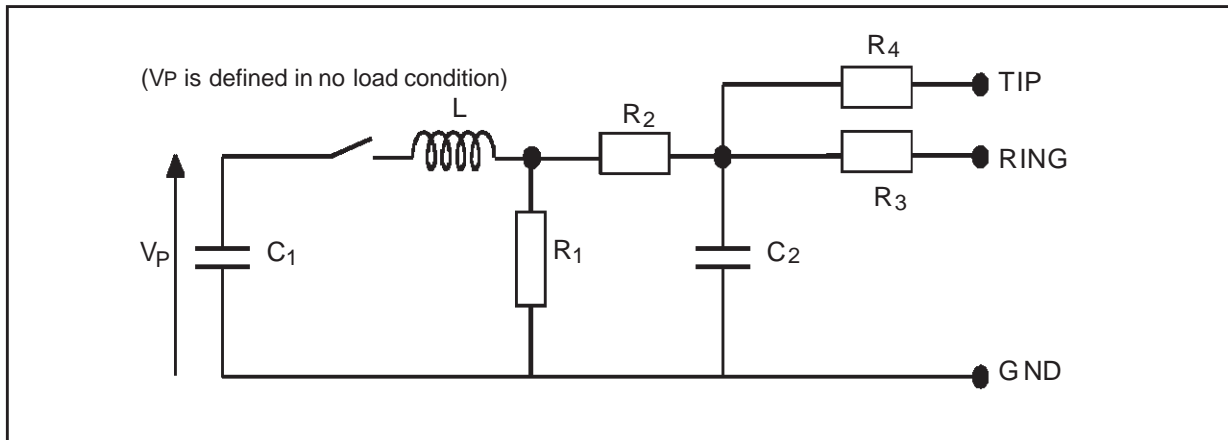 (VP is defined in no load condition)
L
R2
R4
TIP
RING
R3
VP
C1
R1
C2
GND